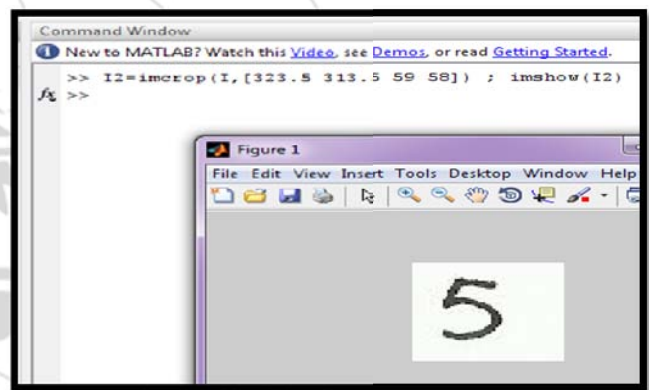 Command Window
New to MATLAB? Watch this Video, see Demos, or read Getting Started.
>> I2=imcrop(I,[323.5 313.5 59 58]) ; imshow(I2)
fx >>
Figure 1
File Edit View Insert Tools Desktop Window Help
5